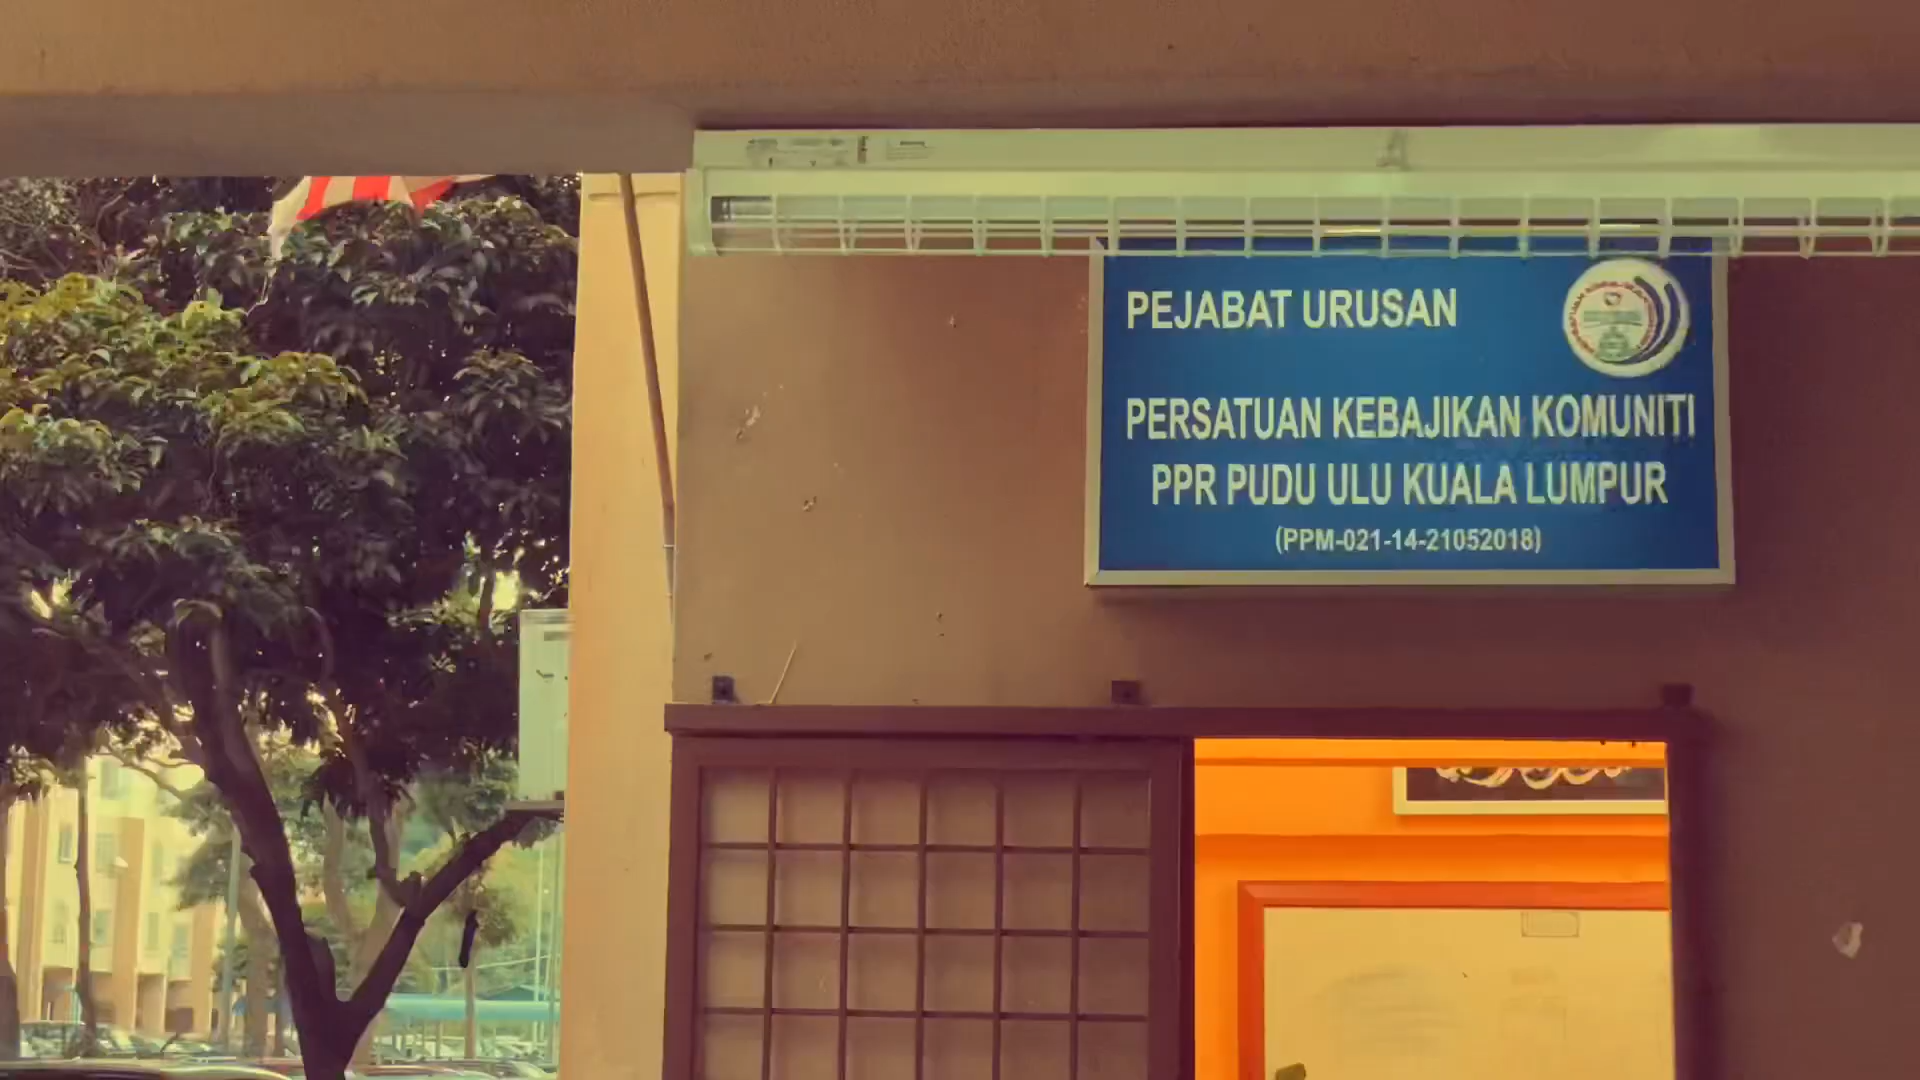 PEJABAT URUSAN
PERSATUAN KEBAJIKAN KOMUNITI
PPR PUDU ULU KUALA LUMPUR
(PPM-021-14-21052018)